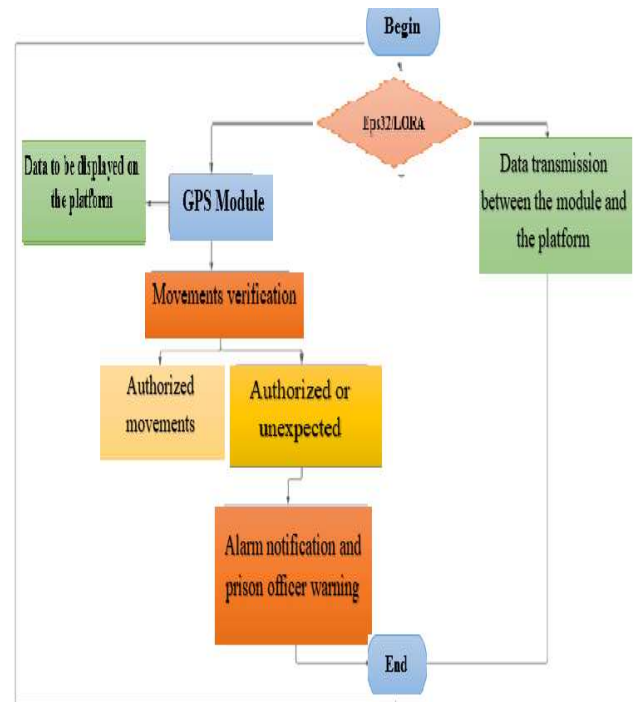 Begin
Eps32/LORA
Data to be displayed on
the platform
GPS Module
Data transmission
between the module and
the platform
Movements verification
Authorized
movements
Authorized or
unexpected
Alarm notification and
prison officer warning
End